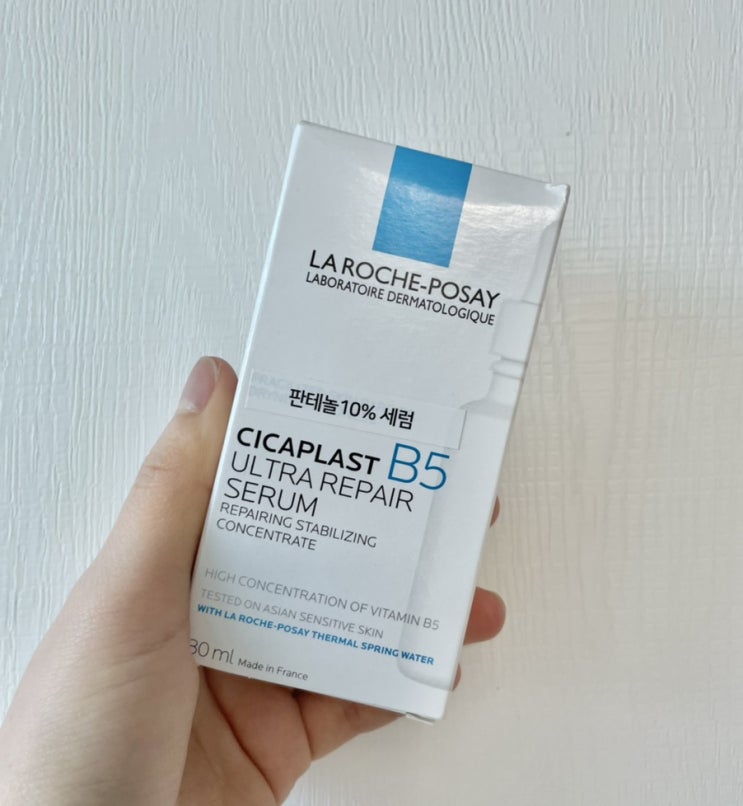 LA ROCHE-POSAY
LABORATOIRE DERMATOLOGIQUE
판테놀10% 세럼
CICAPLAST B5
ULTRA REPAIR
SERUM
REPAIRING STABILIZING
CONCENTRATE
HIGH CONCENTRATION OF VITAMIN B5
TESTED ON ASIAN SENSITIVE SKIN
WITH LA ROCHE-POSAY THERMAL SPRING WATER
30 ml Made in France